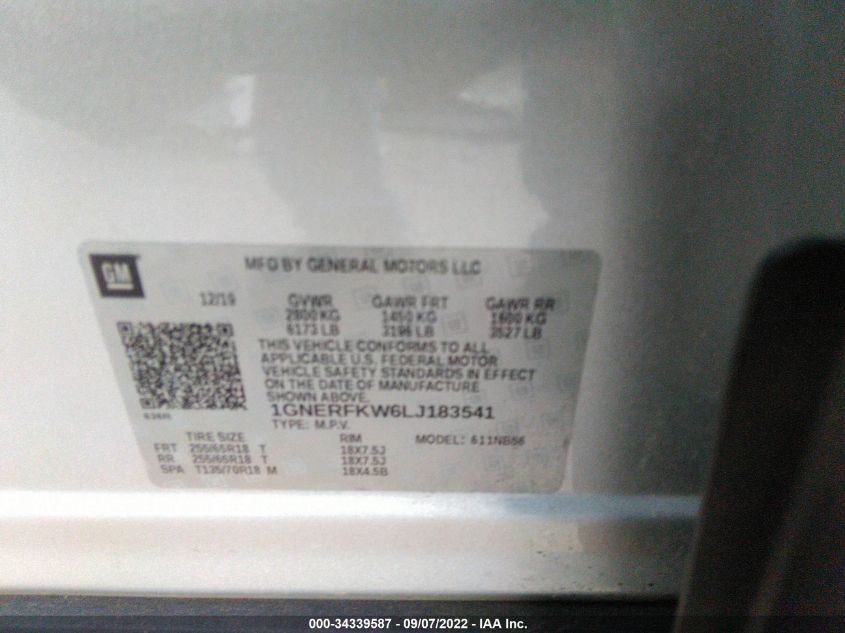 GM
MFD BY GENERAL MOTORS LLC
12/19 GVWR GAWR FRT GAWR RR
2800 KG 1450 KG 1600 KG
6173 LB 3196 LB 3527 LB
THIS VEHICLE CONFORMS TO ALL
APPLICABLE U.S. FEDERAL MOTOR
VEHICLE SAFETY STANDARDS IN EFFECT
ON THE DATE OF MANUFACTURE
SHOWN ABOVE.
1GNERFKW6LJ183541
TYPE: M.P.V.
TIRE SIZE RIM MODEL: 611NB56
FRT 255/65R18 T 18X7.5J
RR 255/65R18 T 18X7.5J
SPA T135/70R18 M 18X4.5B
000-34339587 - 09/07/2022 - IAA Inc.